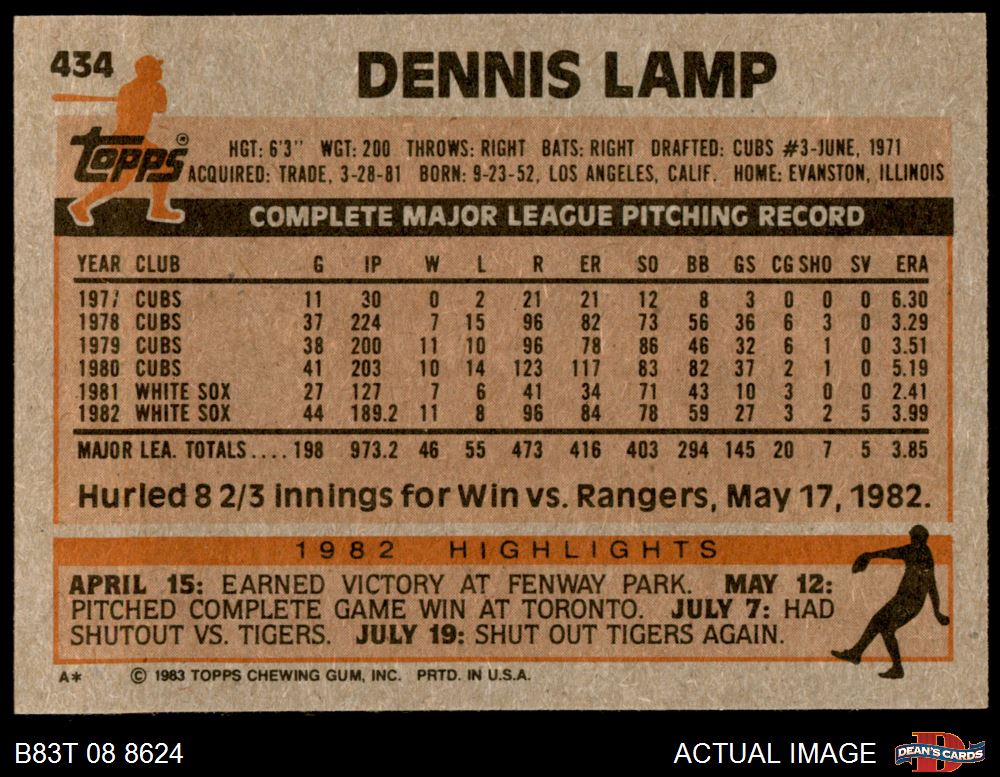 434
DENNIS LAMP
Topps®
HGT: 6'3" WGT: 200 THROWS: RIGHT BATS: RIGHT DRAFTED: CUBS #3-JUNE, 1971
ACQUIRED: TRADE, 3-28-81 BORN: 9-23-52, LOS ANGELES, CALIF. HOME: EVANSTON, ILLINOIS
COMPLETE MAJOR LEAGUE PITCHING RECORD
YEAR CLUB G IP W L R ER SO BB GS CG SHO SV ERA
1977 CUBS 11 30 0 2 21 21 12 8 3 0 0 0 6.30
1978 CUBS 37 224 7 15 96 82 73 56 36 6 3 0 3.29
1979 CUBS 38 200 11 10 96 78 86 46 32 6 1 0 3.51
1980 CUBS 41 203 10 14 123 117 83 82 37 2 1 0 5.19
1981 WHITE SOX 27 127 7 6 41 34 71 43 10 3 0 0 2.41
1982 WHITE SOX 44 189.2 11 8 96 84 78 59 27 3 2 5 3.99
MAJOR LEA. TOTALS....198 973.2 46 55 473 416 403 294 145 20 7 5 3.85
Hurled 8 2/3 innings for Win vs. Rangers, May 17, 1982.
1982 HIGHLIGHTS
APRIL 15: EARNED VICTORY AT FENWAY PARK. MAY 12:
PITCHED COMPLETE GAME WIN AT TORONTO. JULY 7: HAD
SHUTOUT VS. TIGERS. JULY 19: SHUT OUT TIGERS AGAIN.
A* © 1983 TOPPS CHEWING GUM, INC. PRTD. IN U.S.A.
B83T 08 8624 ACTUAL IMAGE D DEAN'S CARDS